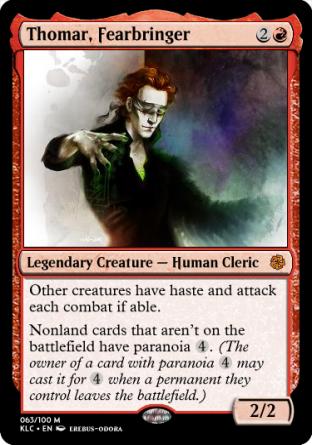 Thomar, Fearbringer 2
Legendary Creature — Human Cleric
Other creatures have haste and attack
each combat if able.
Nonland cards that aren't on the
battlefield have paranoia 4. (The
owner of a card with paranoia 4 may
cast it for 4 when a permanent they
control leaves the battlefield.)
2/2
063/100 M
KLC • EN EREBUS-ODORA